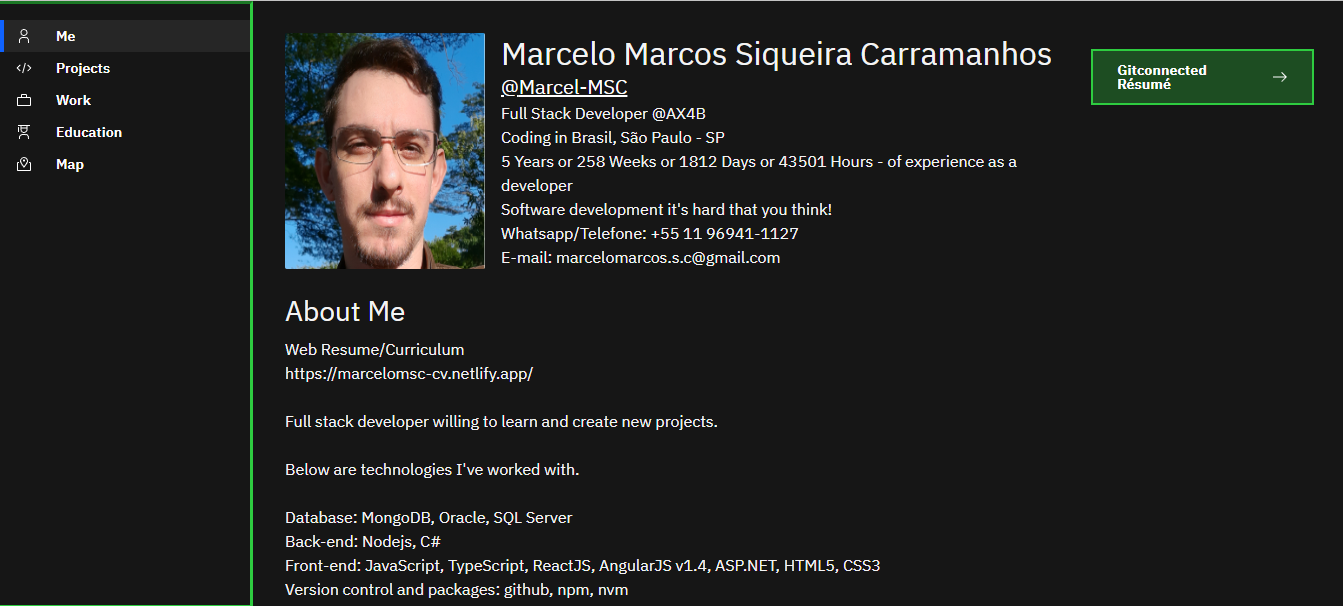 Me
Projects
Work
Education
Map
Marcelo Marcos Siqueira Carramanhos
@Marcel-MSC
Full Stack Developer @AX4B
Coding in Brasil, São Paulo - SP
5 Years or 258 Weeks or 1812 Days or 43501 Hours - of experience as a
developer
Software development it's hard that you think!
Whatsapp/Telefone: +55 11 96941-1127
E-mail: marcelomarcos.s.c@gmail.com
Gitconnected
Résumé
About Me
Web Resume/Curriculum
https://marcelomsc-cv.netlify.app/
Full stack developer willing to learn and create new projects.
Below are technologies I've worked with.
Database: MongoDB, Oracle, SQL Server
Back-end: Nodejs, C#
Front-end: JavaScript, TypeScript, ReactJS, AngularJS v1.4, ASP.NET, HTML5, CSS3
Version control and packages: github, npm, nvm